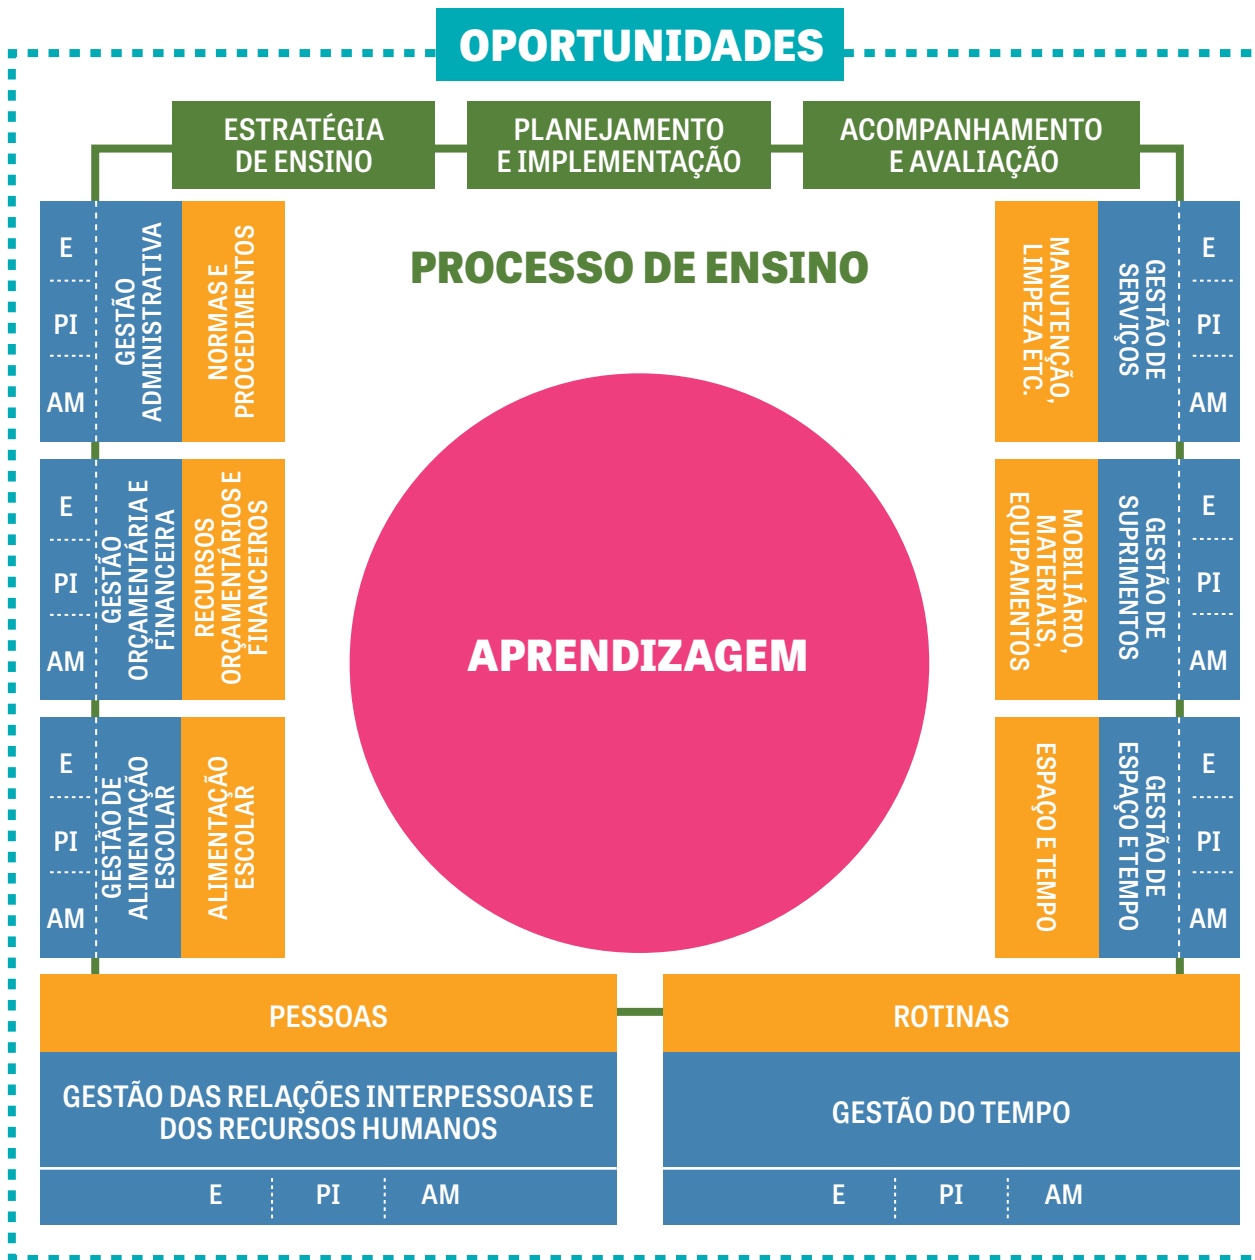 OPORTUNIDADES
ESTRATÉGIA
DE ENSINO
PLANEJAMENTO
E IMPLEMENTAÇÃO
ACOMPANHAMENTO
E AVALIAÇÃO
PROCESSO DE ENSINO
E
PI
AM
GESTÃO
ADMINISTRATIVA
NORMAS E
PROCEDIMENTOS
E
PI
AM
GESTÃO
ORÇAMENTÁRIA E
FINANCEIRA
RECURSOS
ORÇAMENTÁRIOS E
FINANCEIROS
E
PI
AM
GESTÃO DE
ALIMENTAÇÃO
ESCOLAR
ALIMENTAÇÃO
ESCOLAR
APRENDIZAGEM
MANUTENÇÃO,
LIMPEZA ETC.
GESTÃO DE
SERVIÇOS
E
PI
AM
MOBILIÁRIO,
MATERIAIS,
EQUIPAMENTOS
GESTÃO DE
SUPRIMENTOS
E
PI
AM
ESPAÇO E TEMPO
GESTÃO DE
ESPAÇO E TEMPO
E
PI
AM
PESSOAS
GESTÃO DAS RELAÇÕES INTERPESSOAIS E
DOS RECURSOS HUMANOS
E PI AM
ROTINAS
GESTÃO DO TEMPO
E PI AM